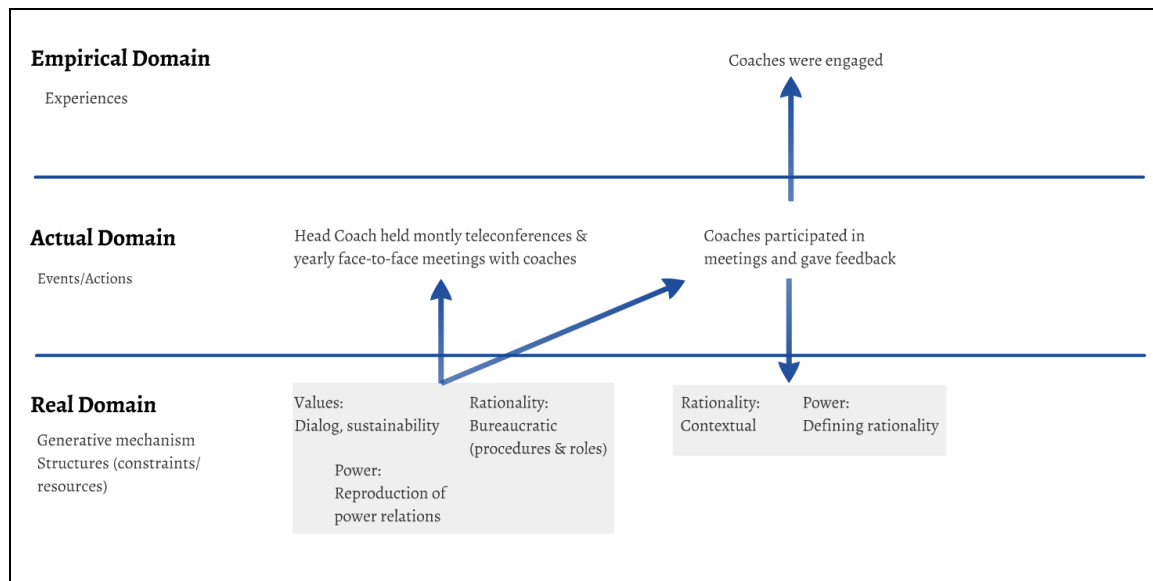 Empirical Domain
Experiences
Coaches were engaged
Actual Domain
Events/Actions
Head Coach held montly teleconferences &
yearly face-to-face meetings with coaches
Coaches participated in
meetings and gave feedback
Real Domain
Generative mechanism
Structures (constraints/
resources)
Values:
Dialog, sustainability
Rationality:
Bureaucratic
(procedures & roles)
Power:
Reproduction of
power relations
Rationality:
Contextual
Power:
Defining rationality